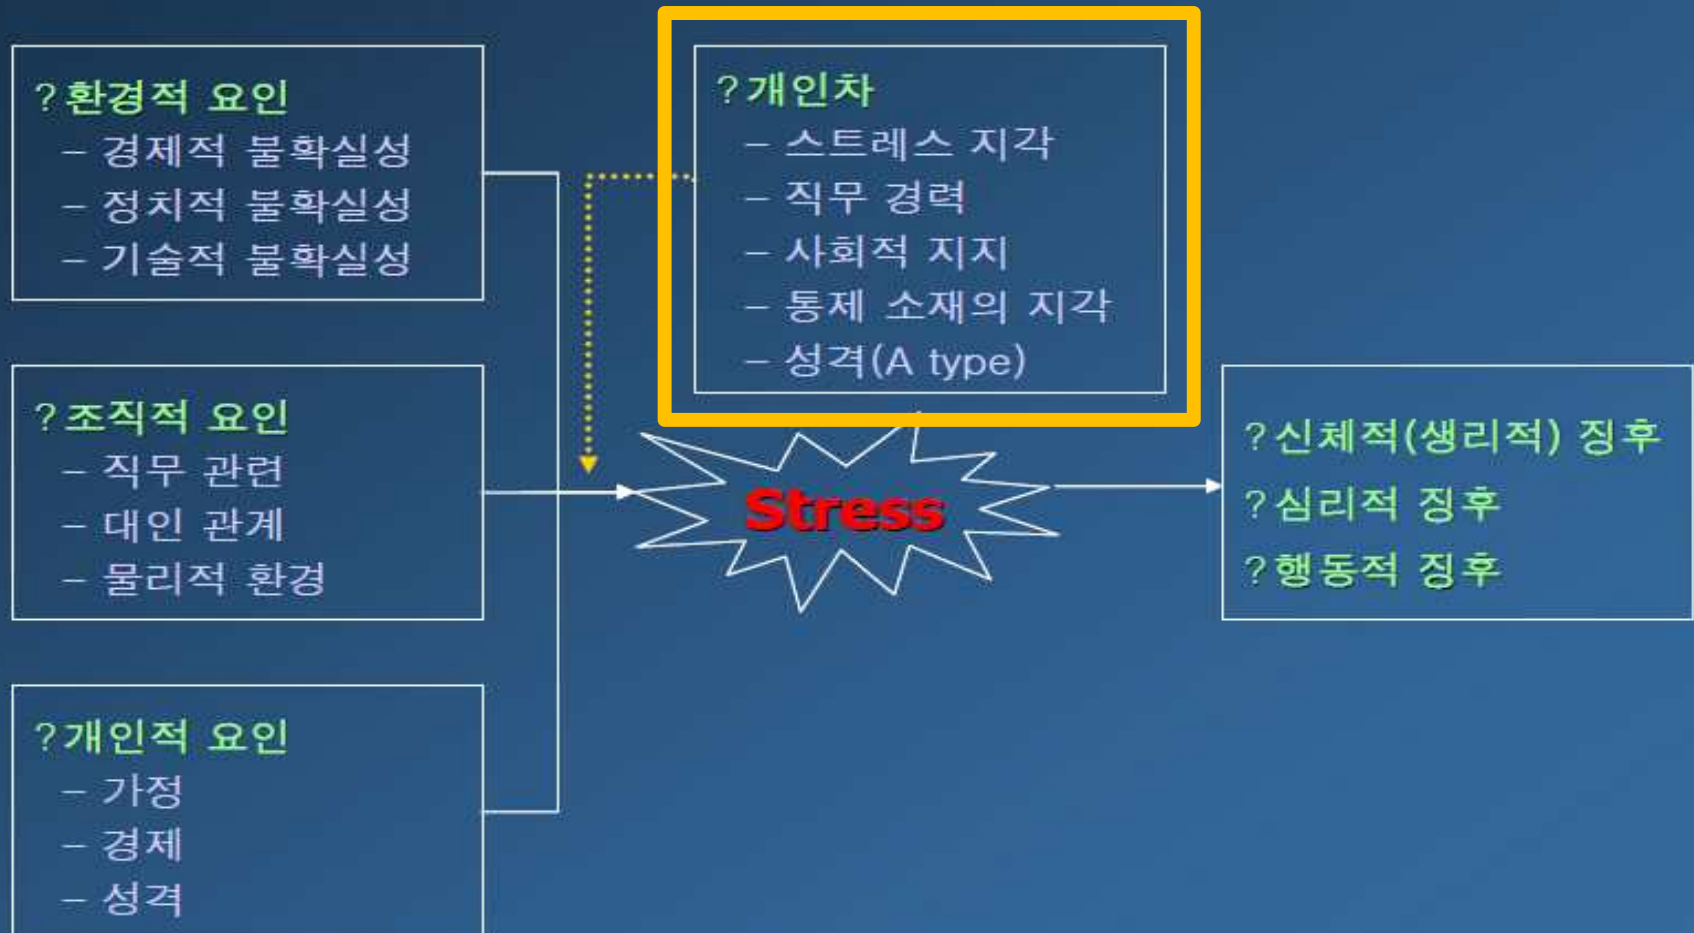 ?환경적 요인
– 경제적 불확실성
– 정치적 불확실성
– 기술적 불확실성
?조직적 요인
– 직무 관련
– 대인 관계
– 물리적 환경
?개인적 요인
– 가정
– 경제
– 성격
?개인차
– 스트레스 지각
– 직무 경력
– 사회적 지지
– 통제 소재의 지각
– 성격(A type)
Stress
?신체적(생리적) 징후
?심리적 징후
?행동적 징후